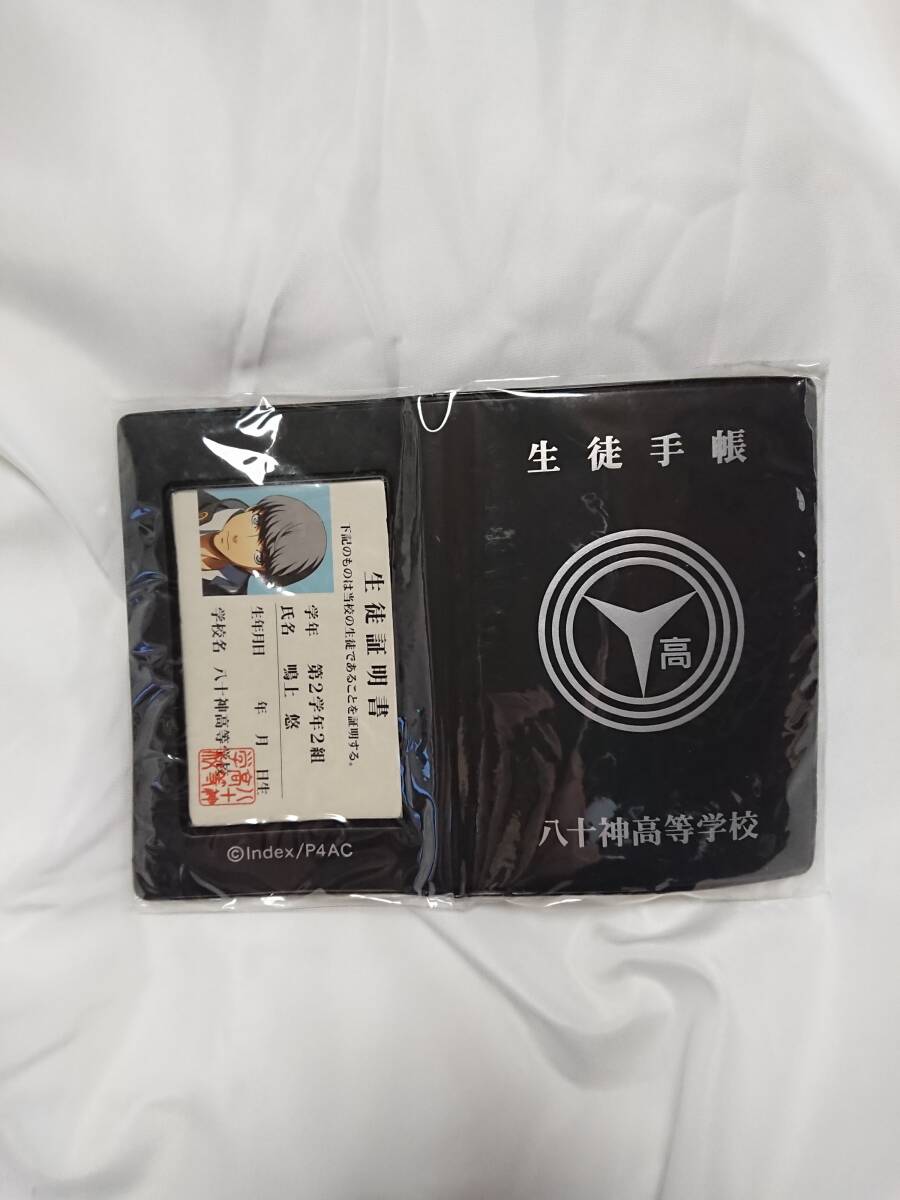 生徒手帳
高
八十神高等学校
生徒証明書
下記のものは当校の生徒であることを証明する。
学年 第2学年2組
氏名 鳴上 悠
生年月日 年 月 日生
学校名 八十神高等学校
©Index/P4AC